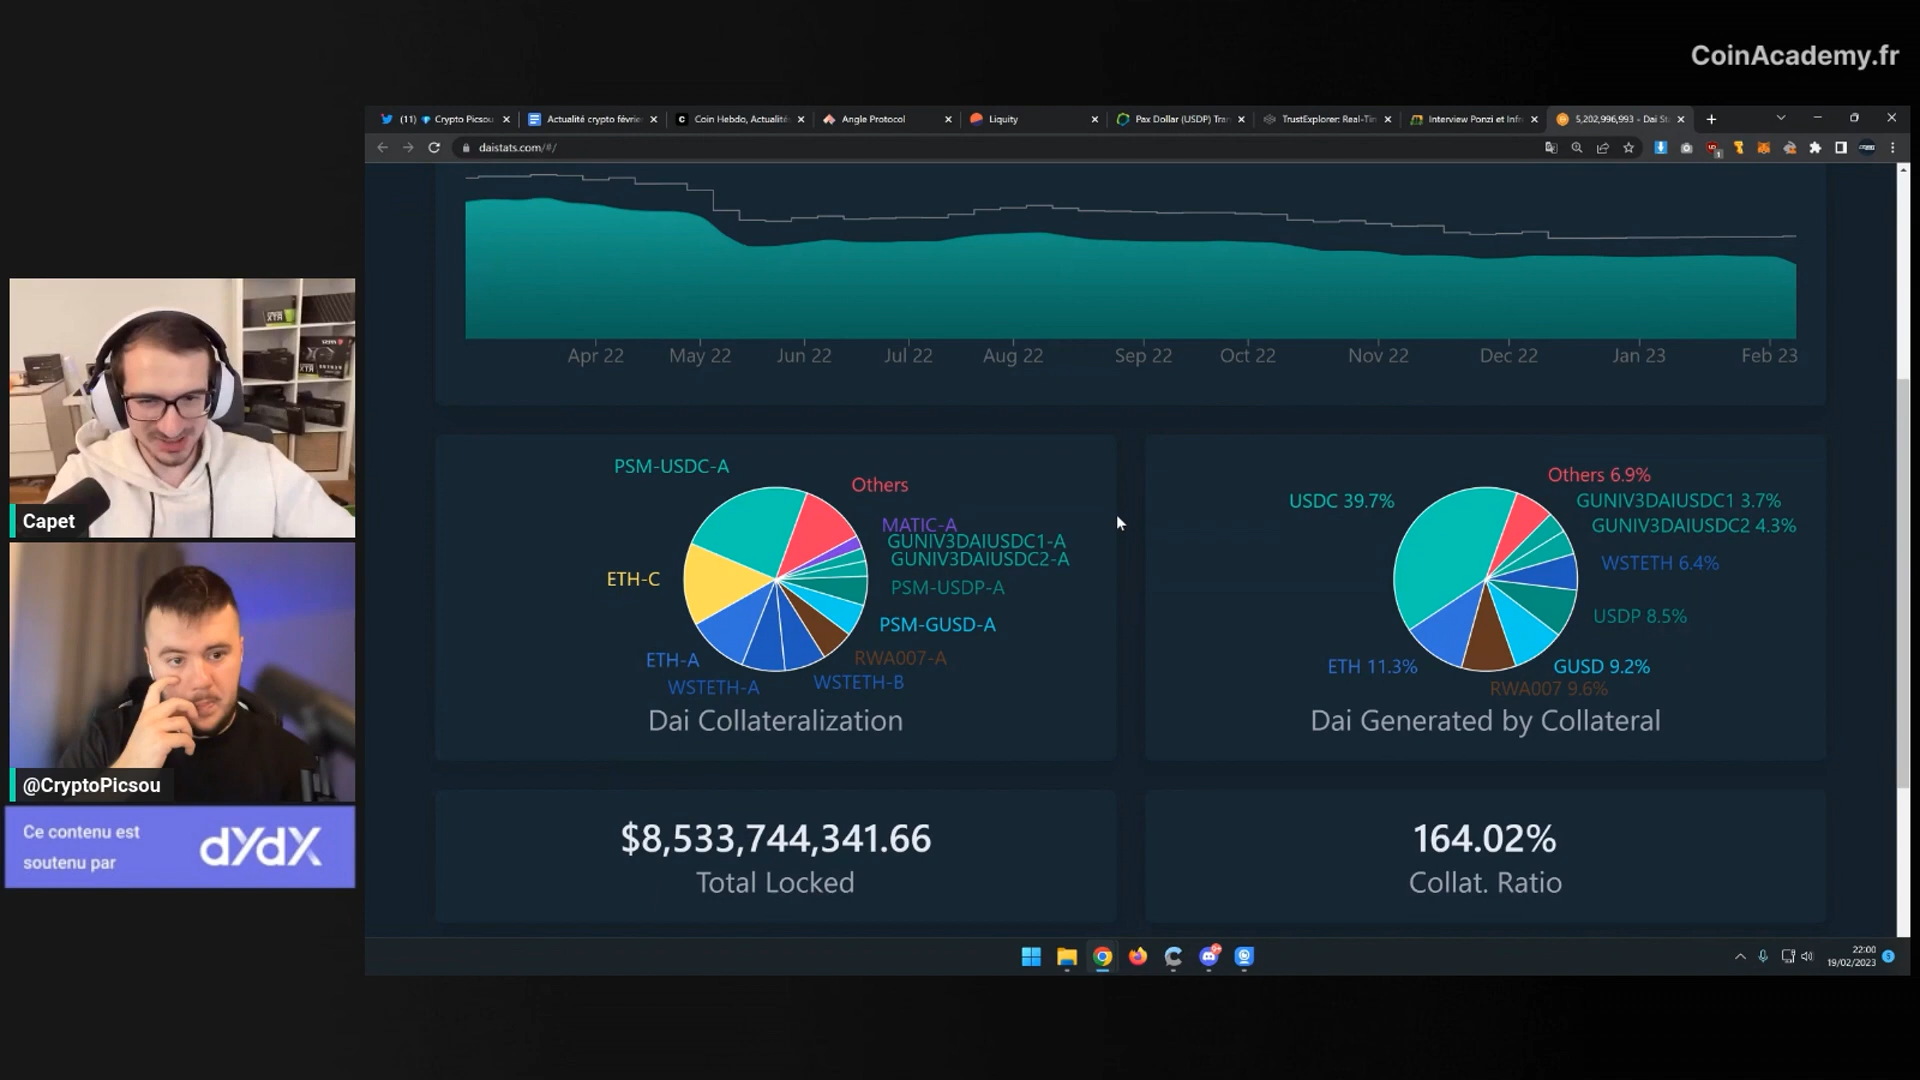 CoinAcademy.fr
(11) Crypto Picsou
Actualité crypto févrie
Coin Hebdo, Actualité
Angle Protocol
Liquity
Pax Dollar (USDP) Tran
TrustExplorer: Real-Tim
Interview Ponzi et Infr
5,202,996,993 - Dai St
daistats.com/#/
Apr 22
May 22
Jun 22
Jul 22
Aug 22
Sep 22
Oct 22
Nov 22
Dec 22
Jan 23
Feb 23
PSM-USDC-A
Others
MATIC-A
GUNIV3DAIUSDC1-A
GUNIV3DAIUSDC2-A
ETH-C
PSM-USDP-A
PSM-GUSD-A
ETH-A
RWA007-A
WSTETH-A
WSTETH-B
Dai Collateralization
Others 6.9%
USDC 39.7%
GUNIV3DAIUSDC1 3.7%
GUNIV3DAIUSDC2 4.3%
WSTETH 6.4%
USDP 8.5%
ETH 11.3%
GUSD 9.2%
RWA007 9.6%
Dai Generated by Collateral
$8,533,744,341.66
Total Locked
164.02%
Collat. Ratio
Capet
@CryptoPicsou
Ce contenu est
soutenu par
dYdX
22:00
19/02/2023